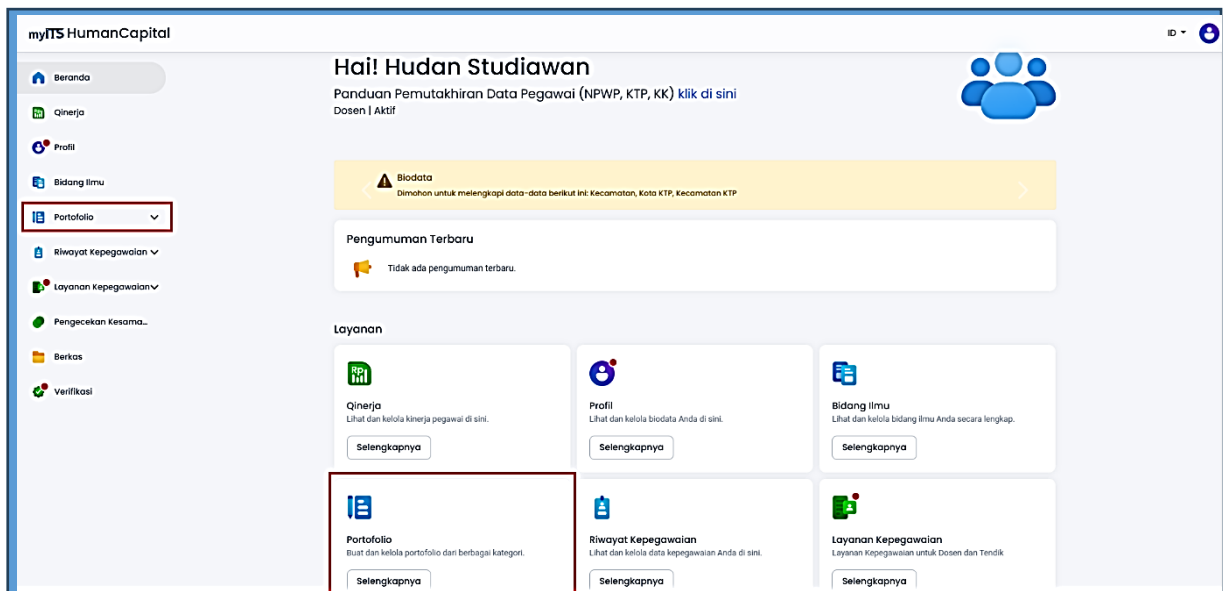 myITS HumanCapital
ID
Beranda
Qinerja
Profil
Bidang Ilmu
Portofolio
Riwayat Kepegawaian
Layanan Kepegawaian
Pengecekan Kesama...
Berkas
Verifikasi
Hai! Hudan Studiawan
Panduan Pemutakhiran Data Pegawai (NPWP, KTP, KK) klik di sini
Dosen | Aktif
Biodata
Dimohon untuk melengkapi data-data berikut ini: Kecamatan, Kota KTP, Kecamatan KTP
Pengumuman Terbaru
Tidak ada pengumuman terbaru.
Layanan
Qinerja
Lihat dan kelola kinerja pegawai di sini.
Selengkapnya
Profil
Lihat dan kelola biodata Anda di sini.
Selengkapnya
Bidang Ilmu
Lihat dan kelola bidang ilmu Anda secara lengkap.
Selengkapnya
Portofolio
Buat dan kelola portofolio dari berbagai kategori.
Selengkapnya
Riwayat Kepegawaian
Lihat dan kelola data kepegawaian Anda di sini.
Selengkapnya
Layanan Kepegawaian
Layanan Kepegawaian untuk Dosen dan Tendik
Selengkapnya